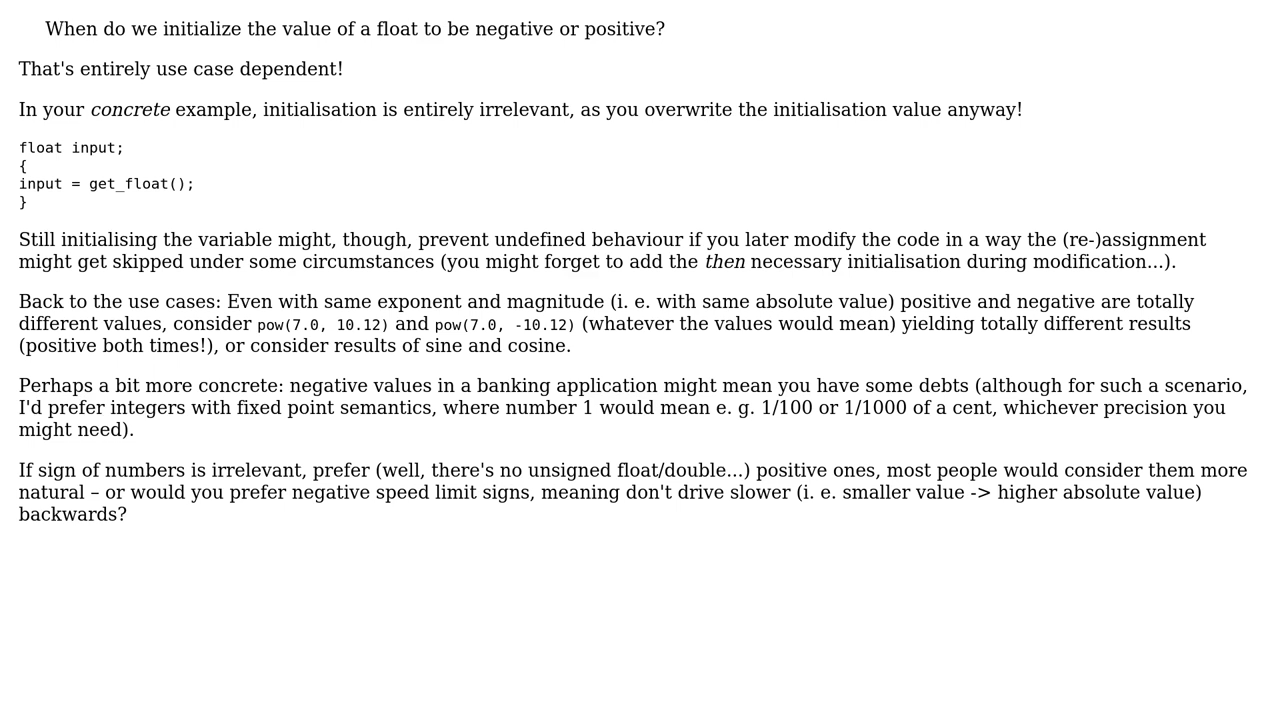 When do we initialize the value of a float to be negative or positive?
That's entirely use case dependent!
In your concrete example, initialisation is entirely irrelevant, as you overwrite the initialisation value anyway!
float input;
{
input = get_float();
}
Still initialising the variable might, though, prevent undefined behaviour if you later modify the code in a way the (re-)assignment
might get skipped under some circumstances (you might forget to add the then necessary initialisation during modification...).
Back to the use cases: Even with same exponent and magnitude (i. e. with same absolute value) positive and negative are totally
different values, consider pow(7.0, 10.12) and pow(7.0, -10.12) (whatever the values would mean) yielding totally different results
(positive both times!), or consider results of sine and cosine.
Perhaps a bit more concrete: negative values in a banking application might mean you have some debts (although for such a scenario,
I'd prefer integers with fixed point semantics, where number 1 would mean e. g. 1/100 or 1/1000 of a cent, whichever precision you
might need).
If sign of numbers is irrelevant, prefer (well, there's no unsigned float/double...) positive ones, most people would consider them more
natural – or would you prefer negative speed limit signs, meaning don't drive slower (i. e. smaller value -> higher absolute value)
backwards?